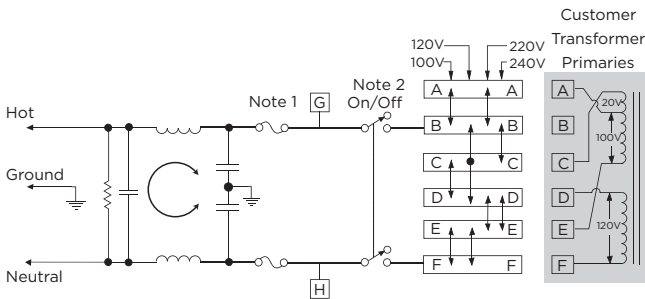 Customer
Transformer
Primaries
120V
220V
100V
240V
Note 1
G
Note 2
On/Off
Hot
Ground
Neutral
H
A A
B B
C C
D D
E E
F F
A
B
C
D
E
F
20V
100V
120V